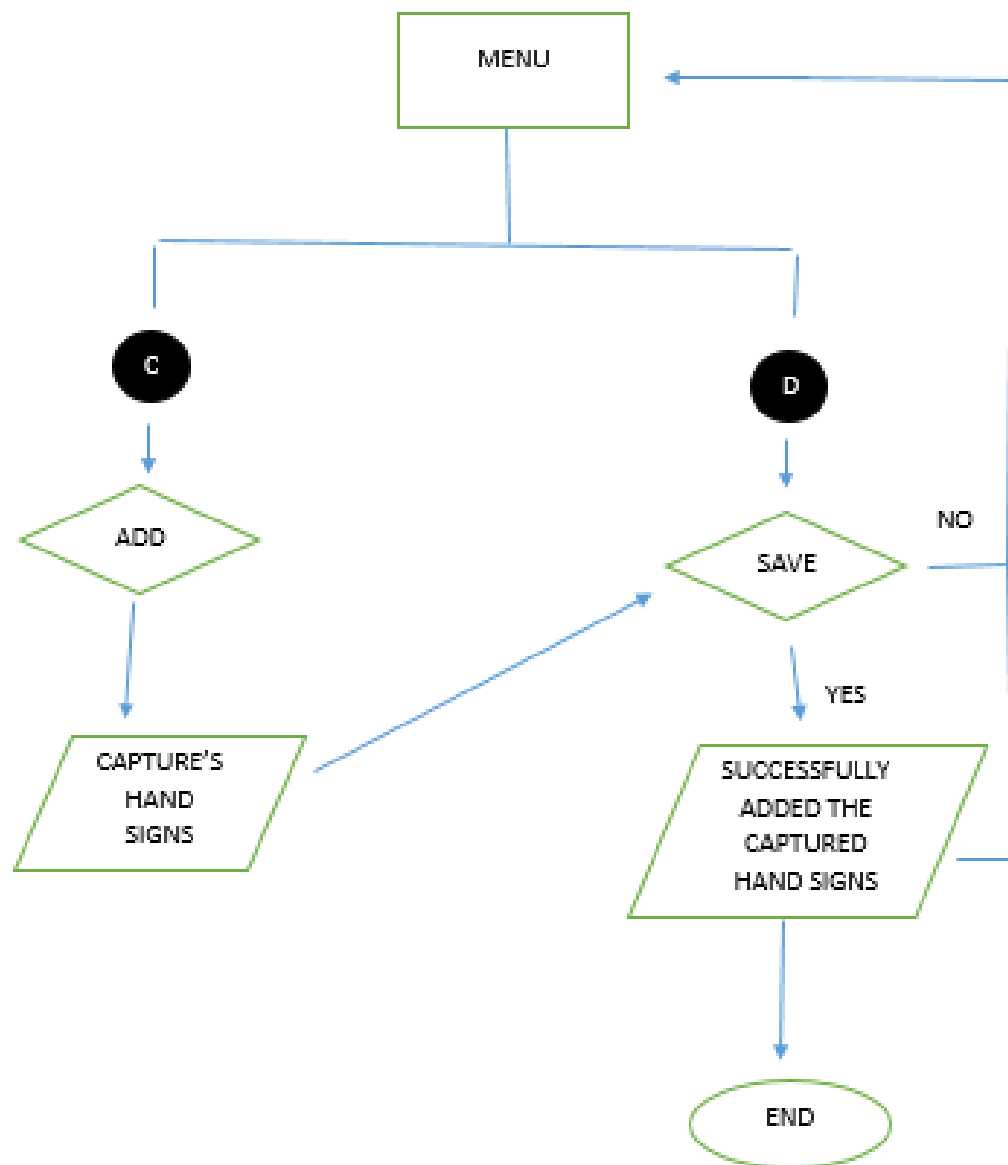 MENU
C
D
ADD
SAVE
NO
YES
CAPTURE'S
HAND
SIGNS
SUCCESSFULLY
ADDED THE
CAPTURED
HAND SIGNS
END